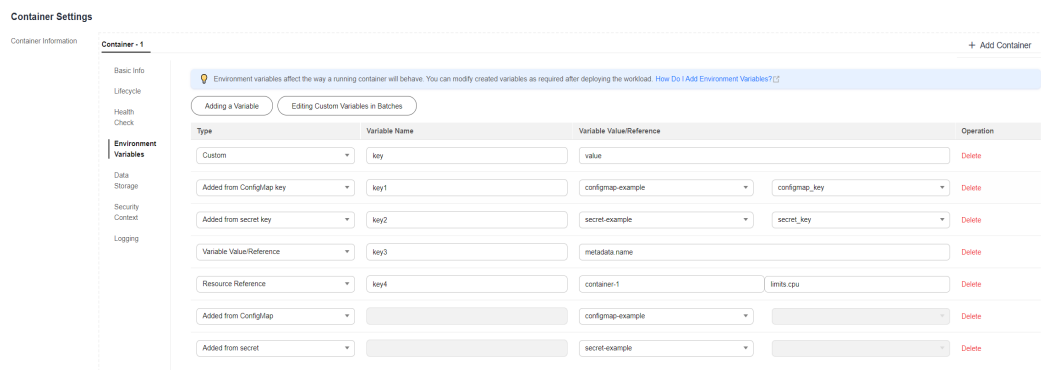 Container Settings
Container Information
Container - 1
+ Add Container
Basic Info
Lifecycle
Health
Check
Environment
Variables
Data
Storage
Security
Context
Logging
Environment variables affect the way a running container will behave. You can modify created variables as required after deploying the workload. How Do I Add Environment Variables?
Adding a Variable Editing Custom Variables in Batches
Type Variable Name Variable Value/Reference Operation
Custom key value Delete
Added from ConfigMap key key1 configmap-example configmap_key Delete
Added from secret key key2 secret-example secret_key Delete
Variable Value/Reference key3 metadata.name Delete
Resource Reference key4 container-1 limits.cpu Delete
Added from ConfigMap configmap-example Delete
Added from secret secret-example Delete